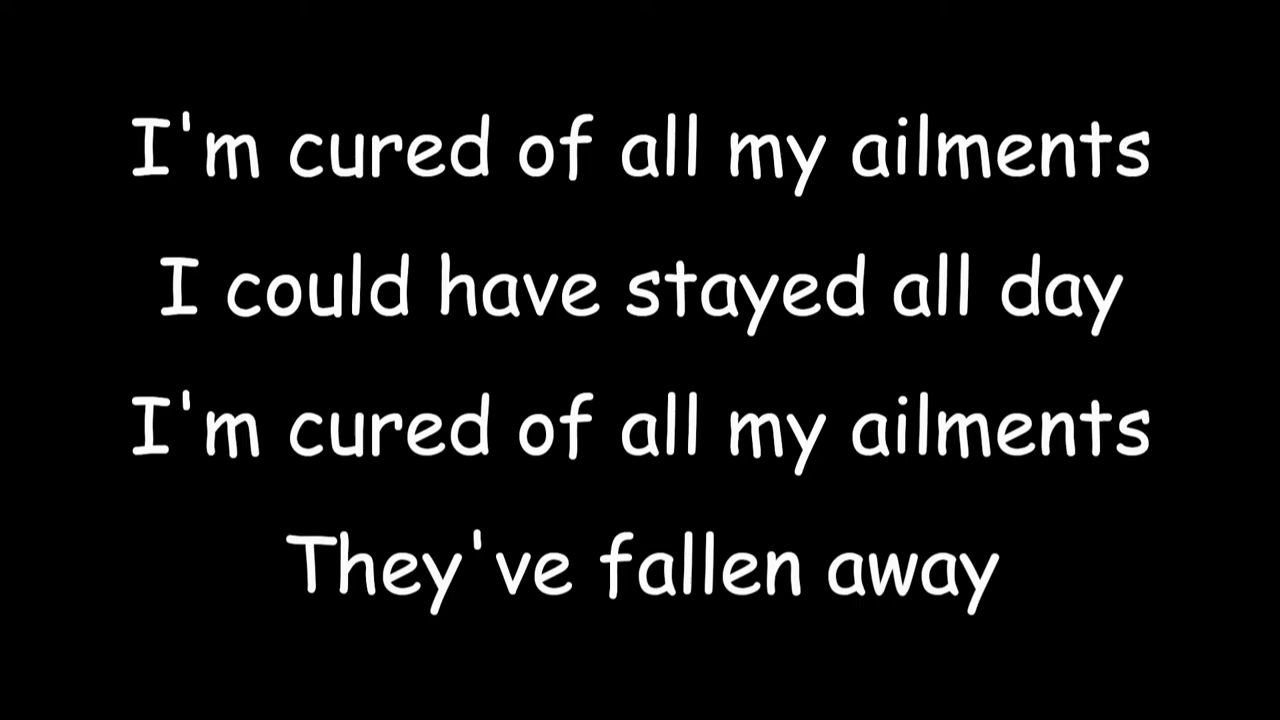 I'm cured of all my ailments
I could have stayed all day
I'm cured of all my ailments
They've fallen away